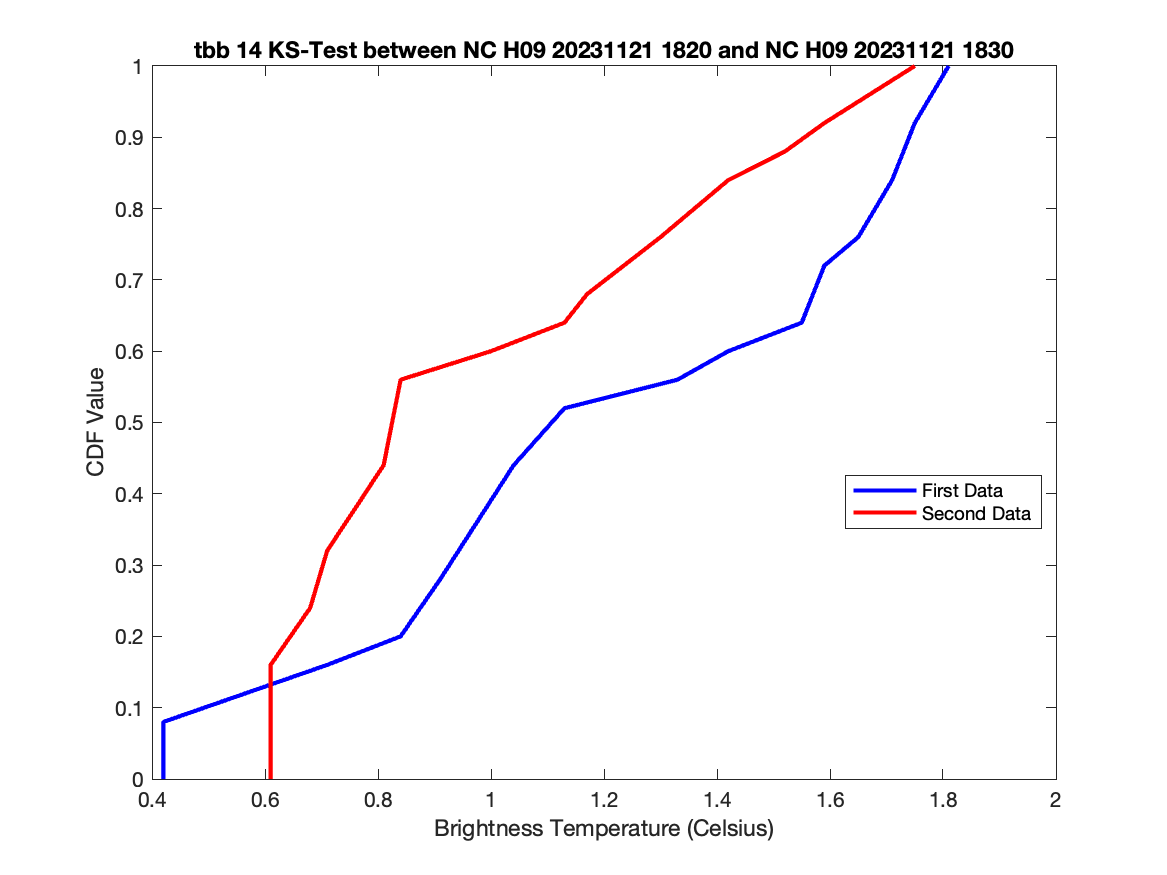 tbb 14 KS-Test between NC H09 20231121 1820 and NC H09 20231121 1830
1
0.9
0.8
0.7
0.6
0.5
0.4
0.3
0.2
0.1
0
CDF Value
First Data
Second Data
0.4 0.6 0.8 1 1.2 1.4 1.6 1.8 2
Brightness Temperature (Celsius)